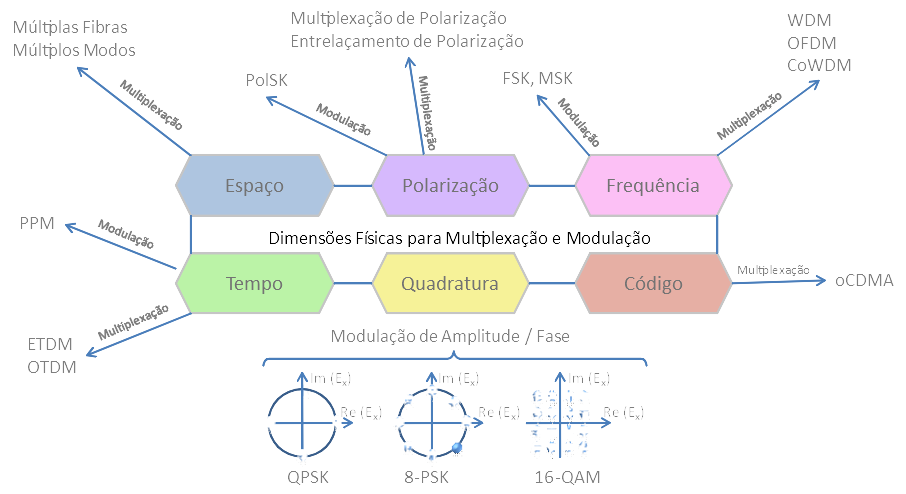 Múltiplas Fibras
Múltiplos Modos
Multiplexação de Polarização
Entrelaçamento de Polarização
WDM
OFDM
CoWDM
PolSK
FSK, MSK
Multiplexação
Modulação
Multiplexação
Modulação
Multiplexação
Espaço
Polarização
Frequência
PPM
Modulação
Dimensões Físicas para Multiplexação e Modulação
Tempo
Quadratura
Código
Multplexação
oCDMA
Multiplexação
ETDM
OTDM
Modulação de Amplitude / Fase
Im (Ex)
Im (Ex)
Im (Ex)
Re (Ex)
Re (Ex)
Re (Ex)
QPSK
8-PSK
16-QAM